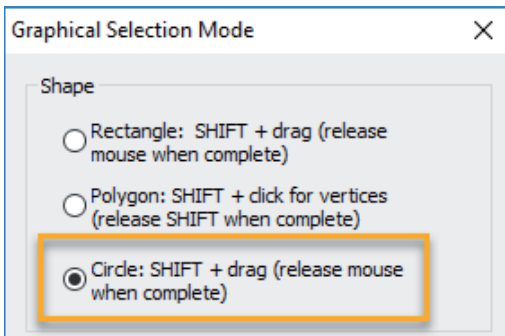 Graphical Selection Mode
Shape
Rectangle: SHIFT + drag (release
mouse when complete)
Polygon: SHIFT + click for vertices
(release SHIFT when complete)
Circle: SHIFT + drag (release mouse
when complete)